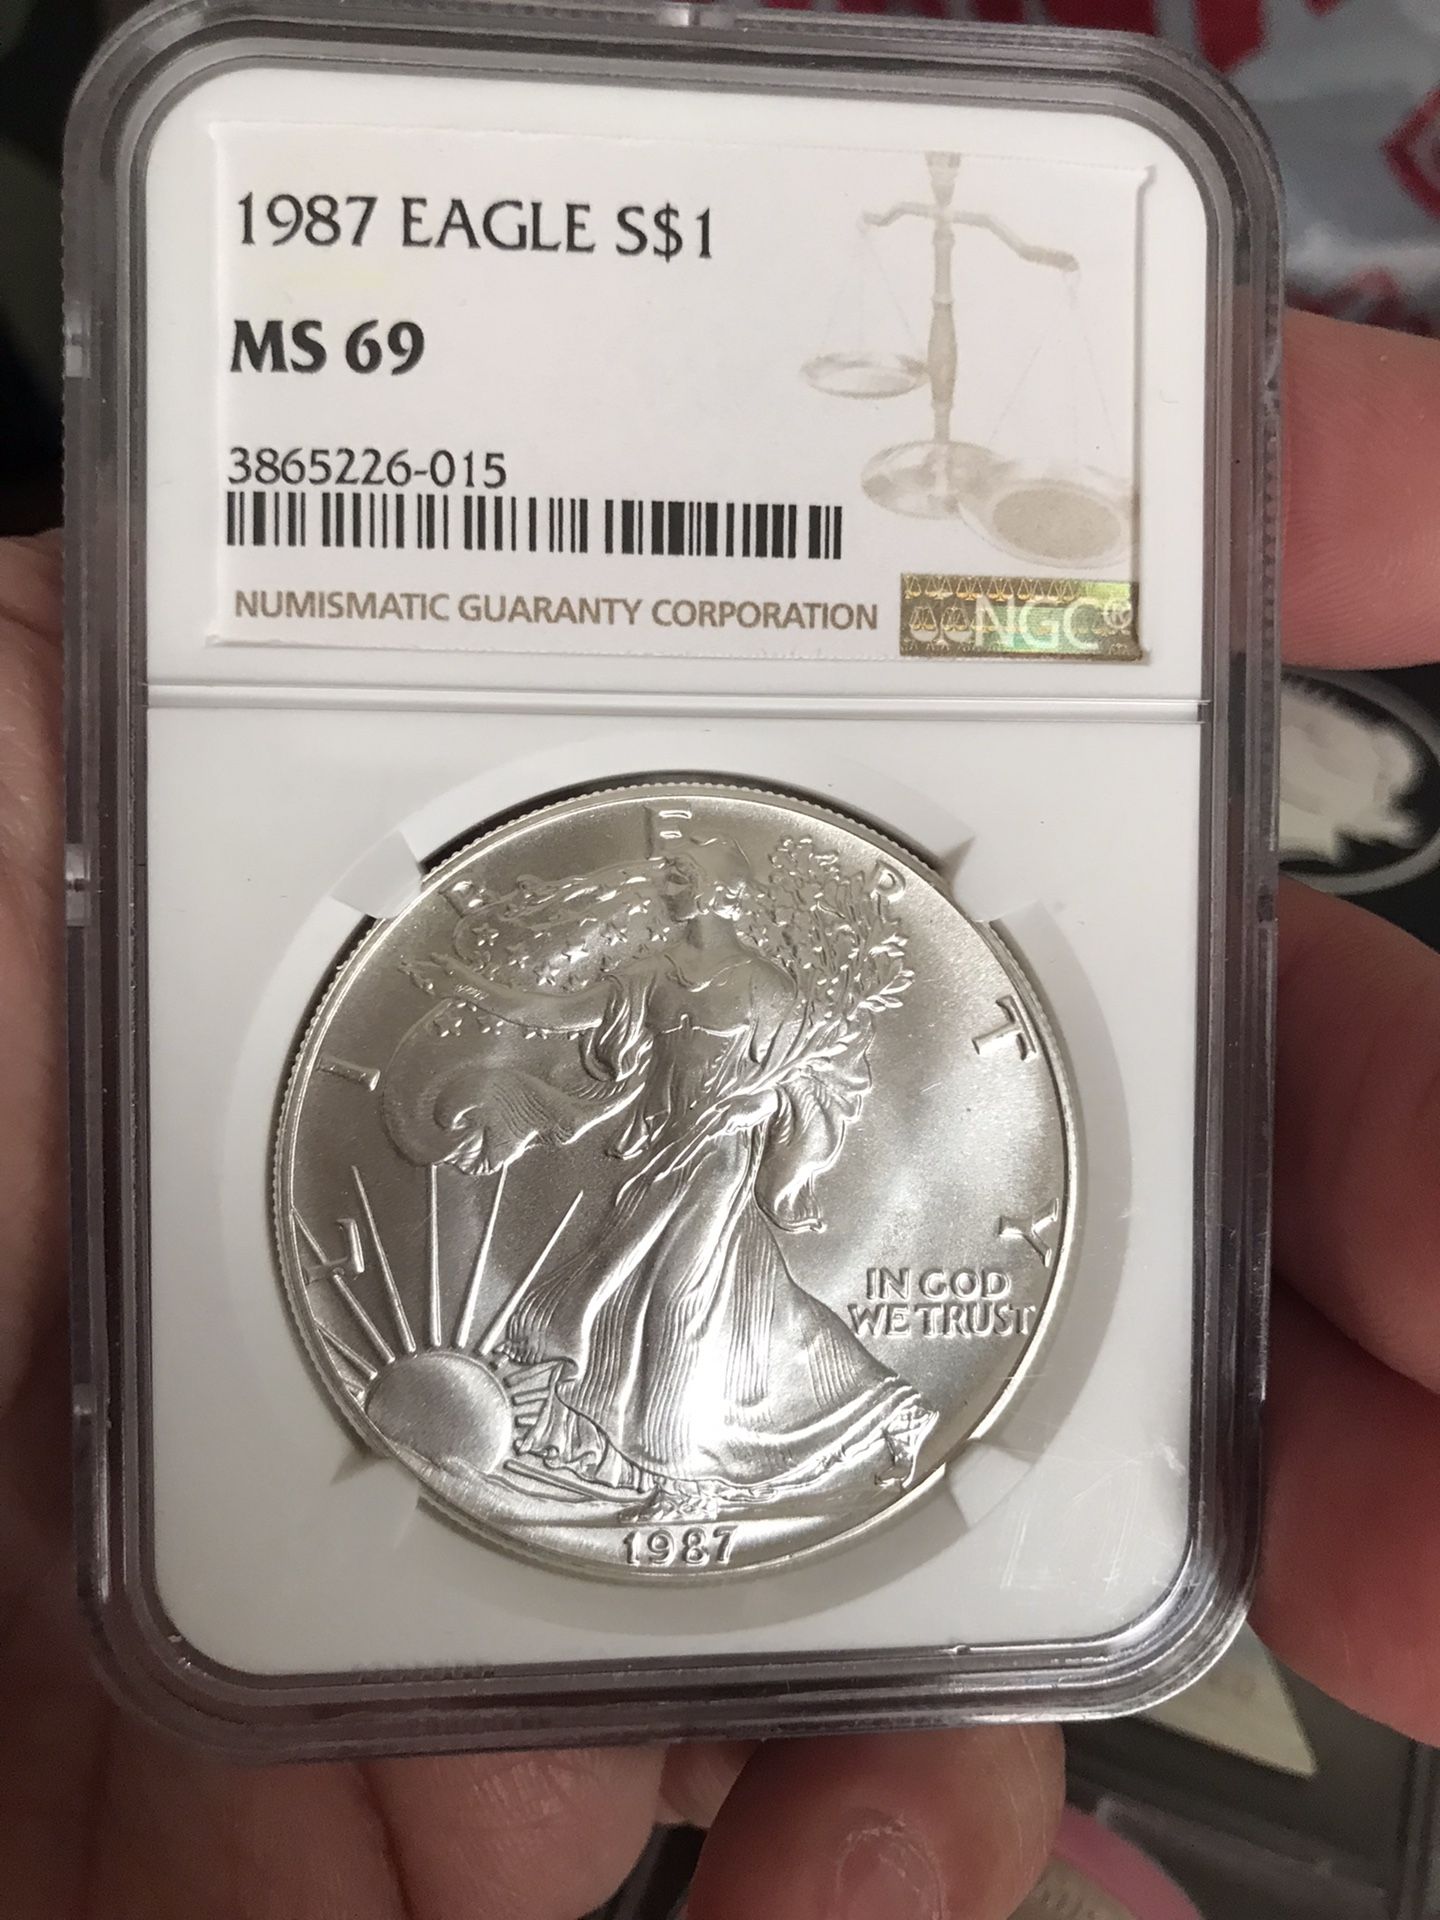 1987 EAGLE S$1
MS 69
3865226-015
NUMISMATIC GUARANTY CORPORATION
NGC®
LIBERTY
IN GOD
WE TRUST
1987